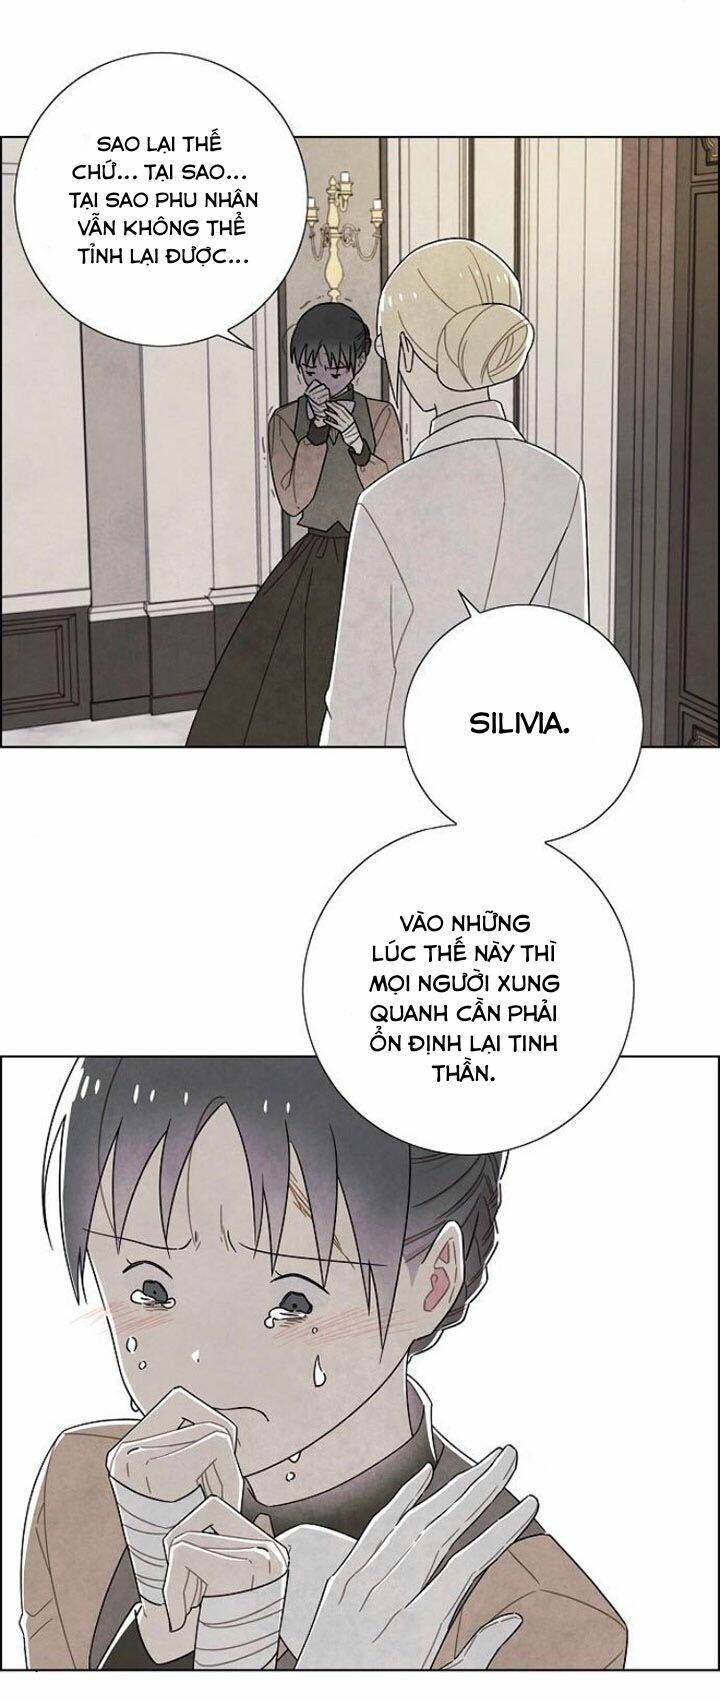 SAO LẠI THẾ
CHỨ... TẠI SAO...
TẠI SAO PHU NHÂN
VẪN KHÔNG THỂ
TỈNH LẠI ĐƯỢC...
SILIVIA.
VÀO NHỮNG
LÚC THẾ NÀY THÌ
MỌI NGƯỜI XUNG
QUANH CẦN PHẢI
ỔN ĐỊNH LẠI TINH
THẦN.